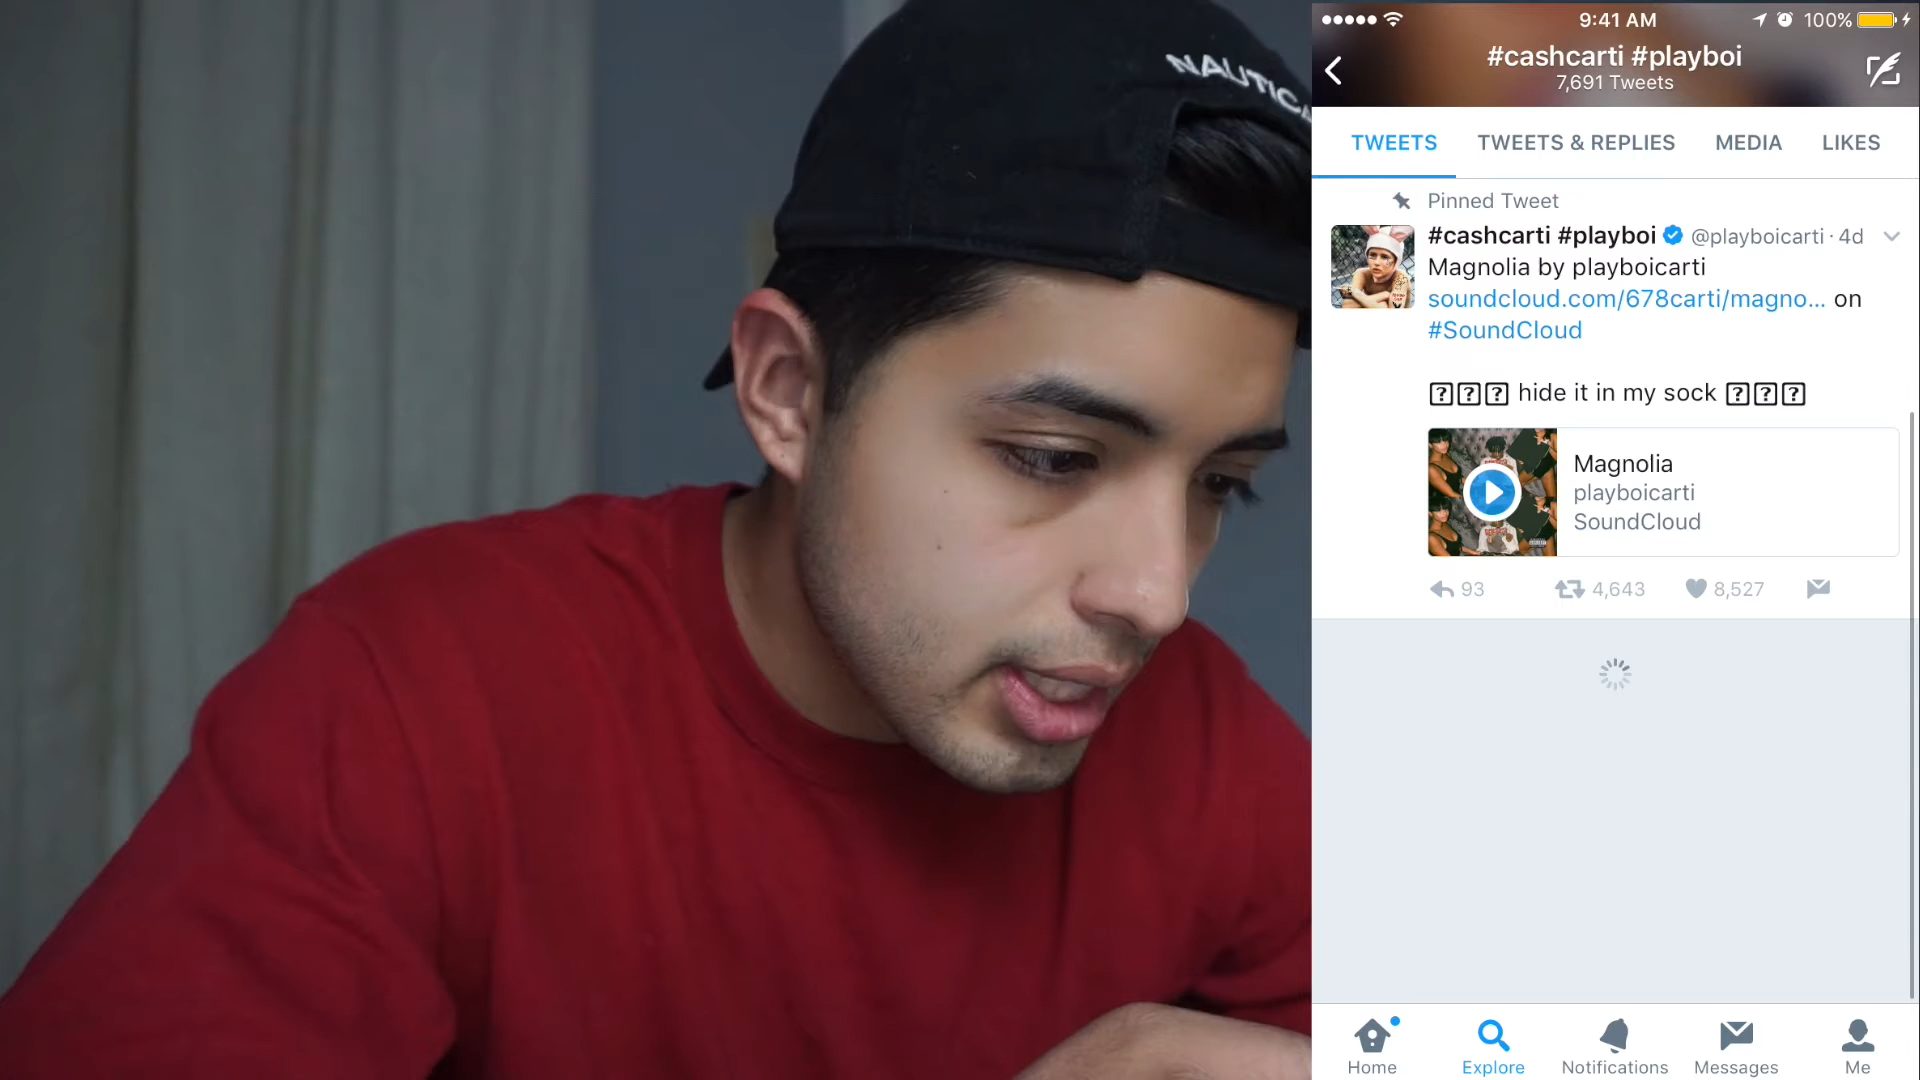 NAUTICA
9:41 AM
100%
#cashcarti #playboi
7,691 Tweets
TWEETS
TWEETS & REPLIES
MEDIA
LIKES
Pinned Tweet
#cashcarti #playboi @playboicarti · 4d
Magnolia by playboicarti
soundcloud.com/678carti/magno... on
#SoundCloud
hide it in my sock
Magnolia
playboicarti
SoundCloud
93
4,643
8,527
Home
Explore
Notifications
Messages
Me